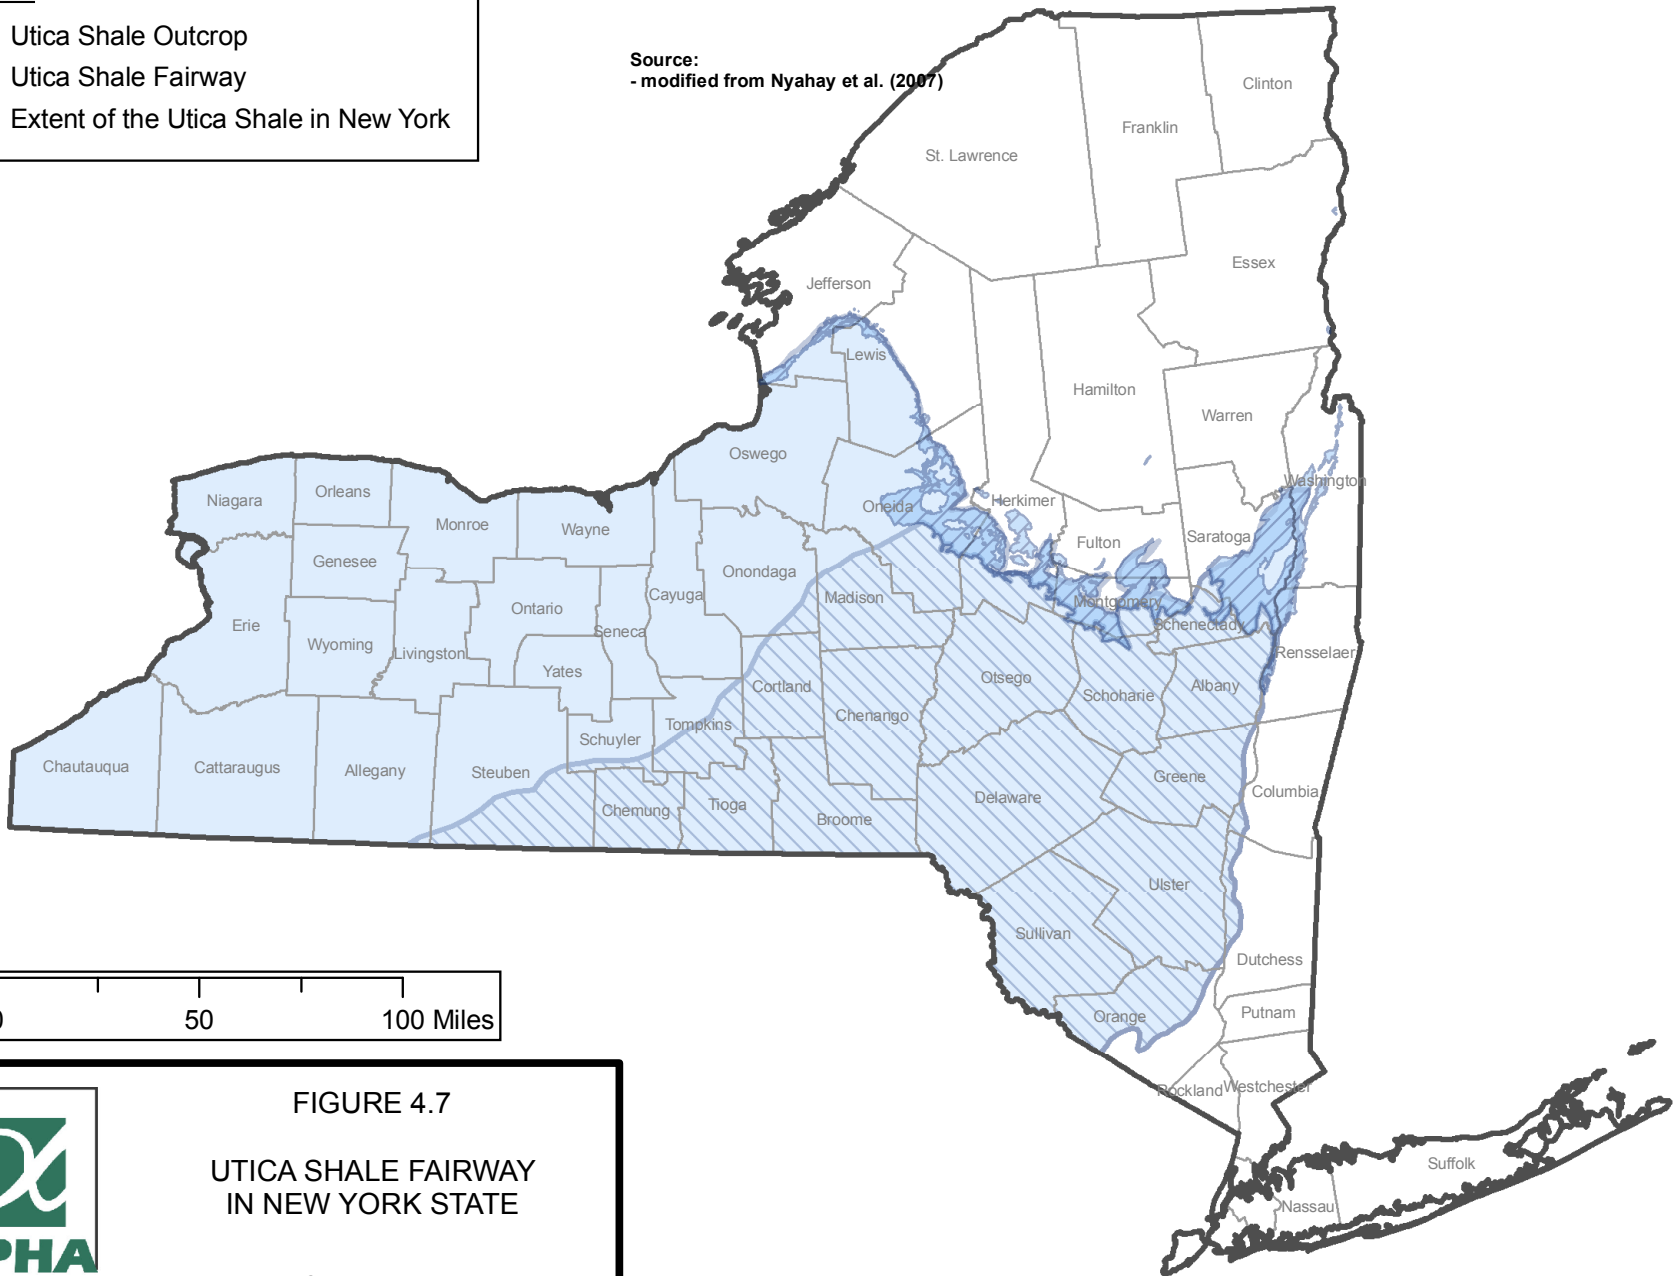 Utica Shale Outcrop
Utica Shale Fairway
Extent of the Utica Shale in New York
Source:
- modified from Nyahay et al. (2007)
Clinton
Franklin
St. Lawrence
Essex
Jefferson
Lewis
Hamilton
Warren
Oswego
Washington
Niagara
Orleans
Monroe
Wayne
Oneida
Herkimer
Fulton
Saratoga
Genesee
Onondaga
Cayuga
Madison
Montgomery
Ontario
Erie
Wyoming
Livingston
Seneca
Schenectady
Rensselaer
Yates
Cortland
Otsego
Schoharie
Albany
Chenango
Tompkins
Schuyler
Chautauqua
Cattaraugus
Allegany
Steuben
Greene
Columbia
Delaware
Chemung
Tioga
Broome
Ulster
Sullivan
Dutchess
Orange
Putnam
Rockland
Westchester
Suffolk
Nassau
0
50
100 Miles
FIGURE 4.7
UTICA SHALE FAIRWAY
IN NEW YORK STATE
PHA